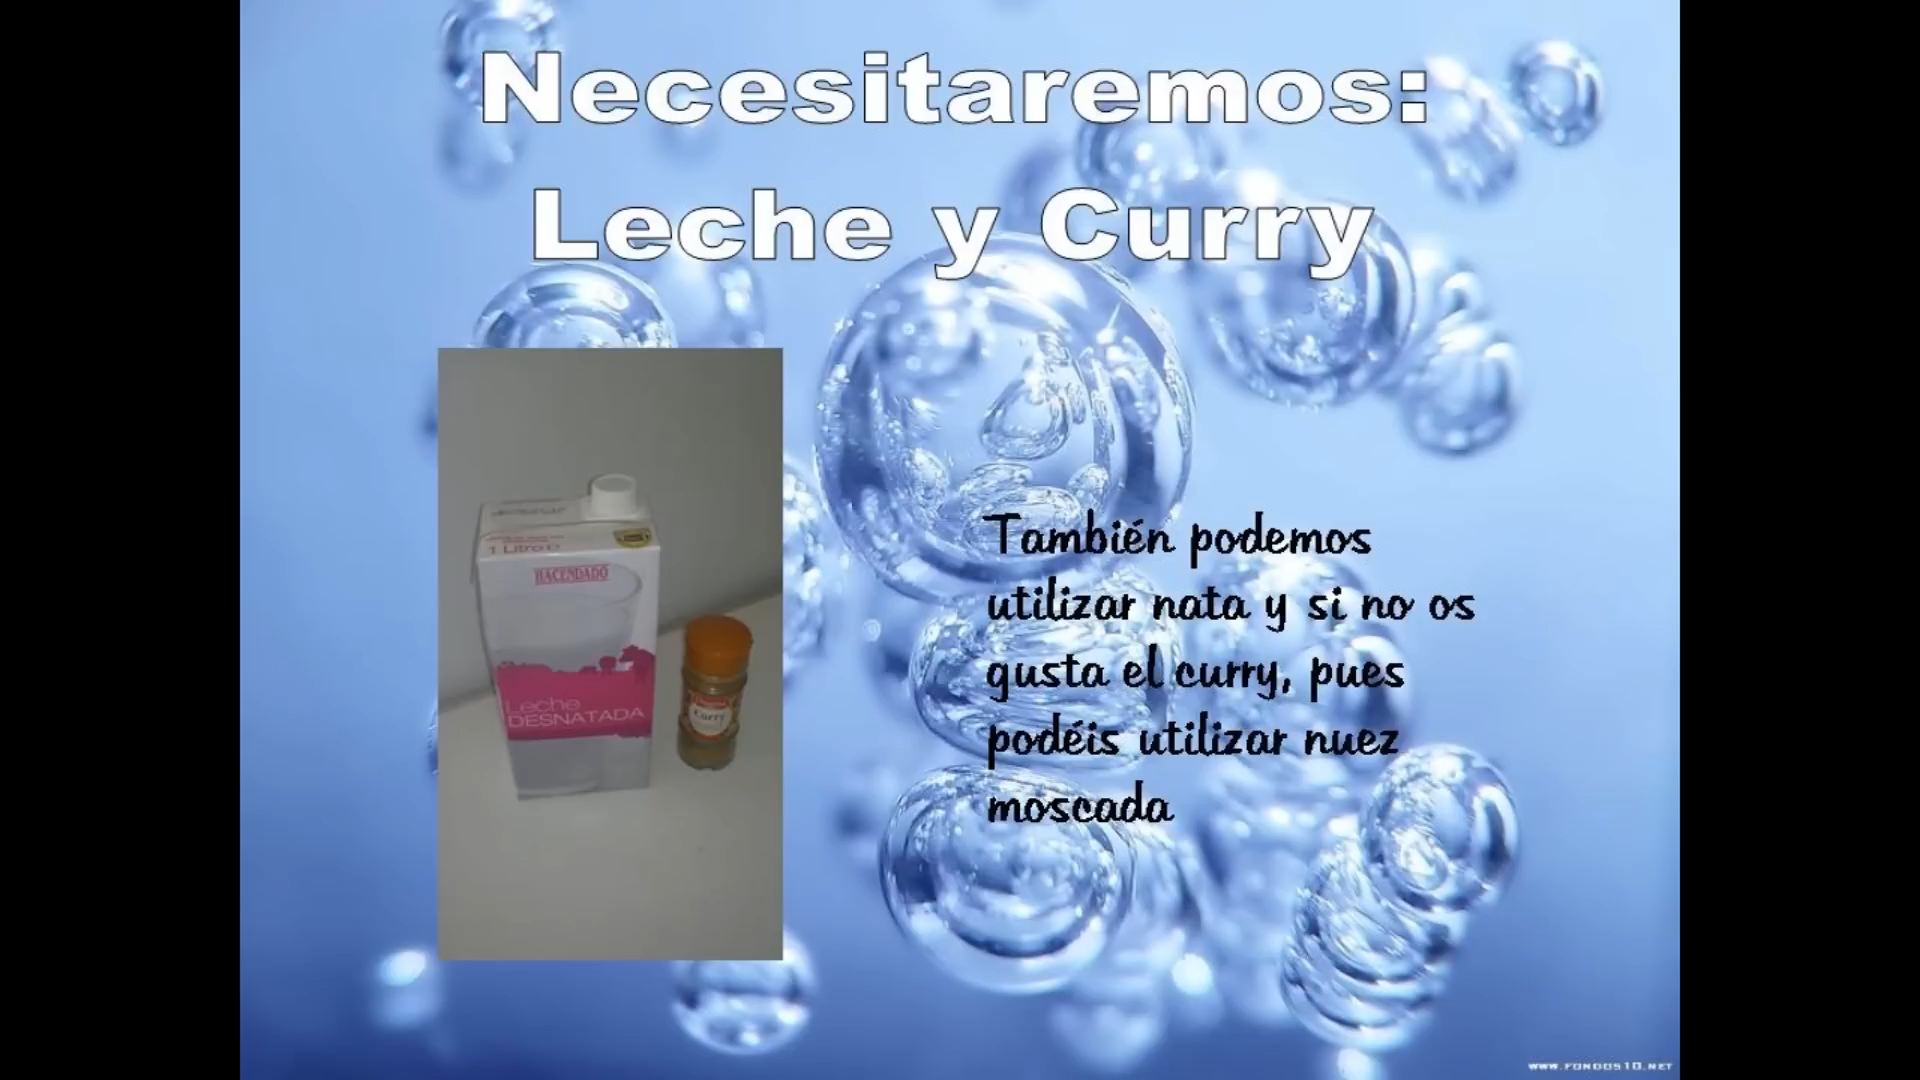 Necesitaremos:
Leche y Curry
1 Litro e
HACENDADO
Leche
DESNATADA
Curry
También podemos
utilizar nata y si no os
gusta el curry, pues
podéis utilizar nuez
moscada
WWW.FONDOS10.NET